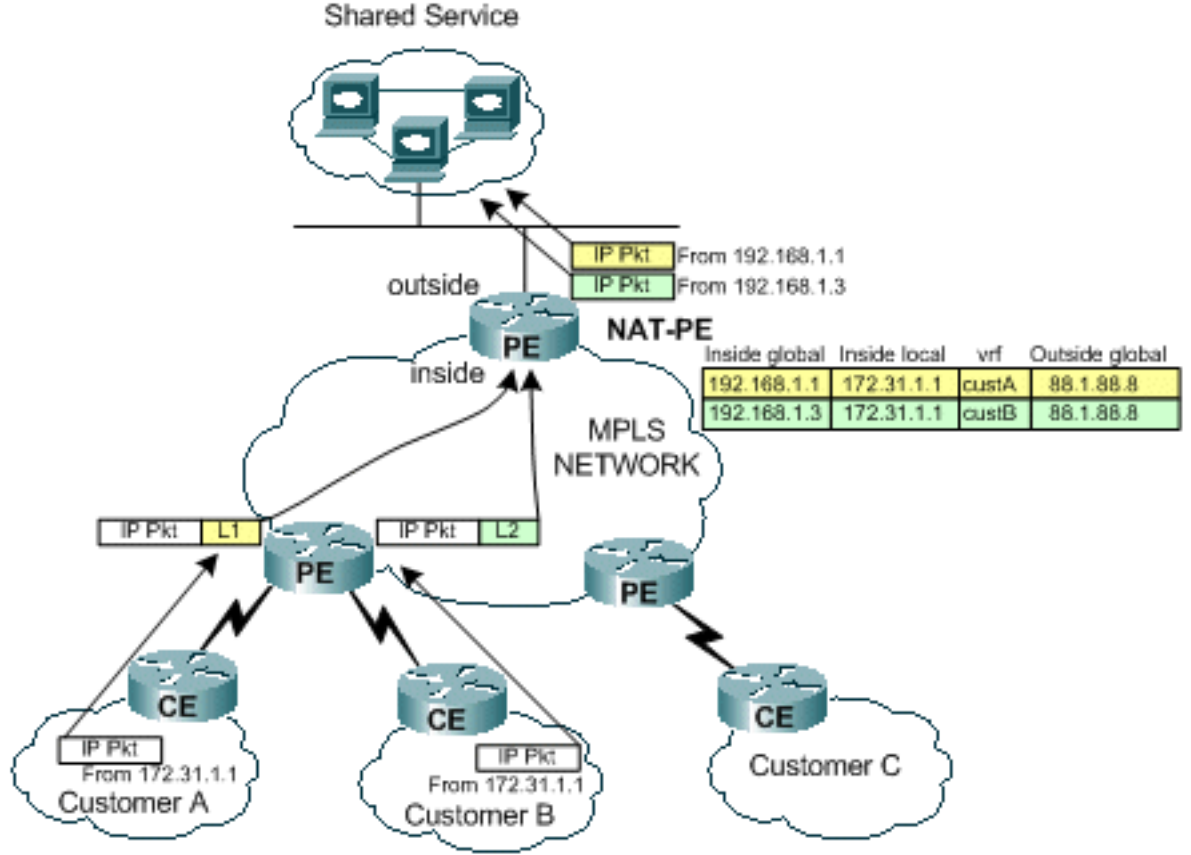 Shared Service
IP Pkt From 192.168.1.1
outside IP Pkt From 192.168.1.3
PE NAT-PE
inside
Inside global Inside local vrf Outside global
192.168.1.1 172.31.1.1 custA 88.1.88.8
192.168.1.3 172.31.1.1 custB 88.1.88.8
MPLS
NETWORK
IP Pkt L1
IP Pkt L2
PE
PE
CE
CE
CE
IP Pkt
From 172.31.1.1
Customer A
IP Pkt
From 172.31.1.1
Customer B
Customer C